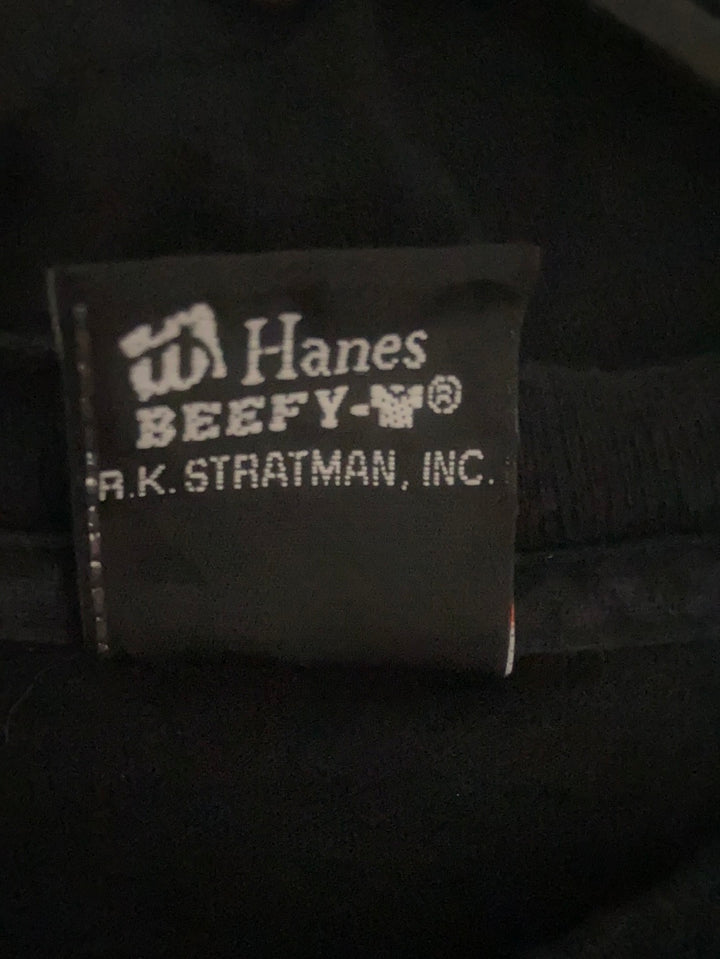 Hanes
BEEFY-T®
R.K. STRATMAN, INC.